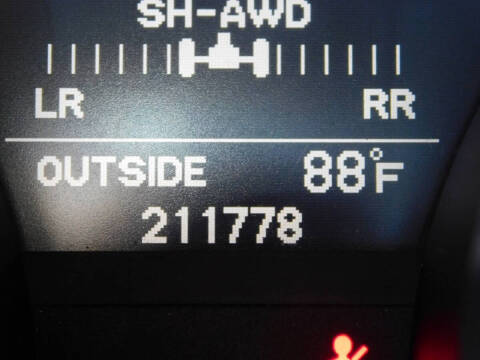 SH-AWD
LR RR
OUTSIDE 88°F
211778